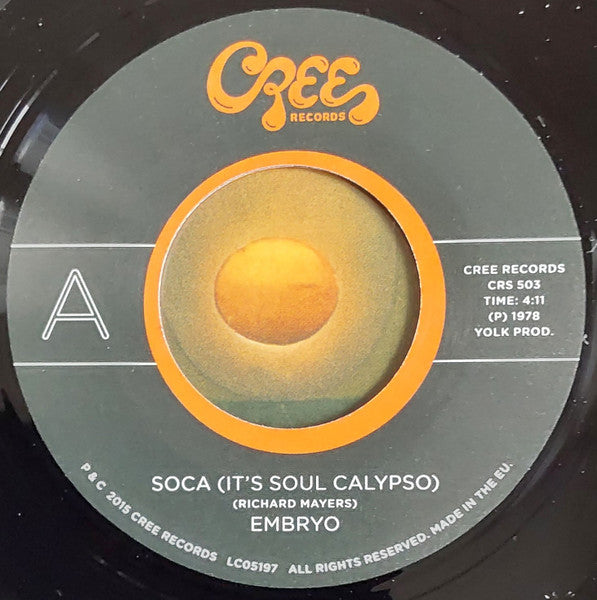 CREE
RECORDS
A
CREE RECORDS
CRS 503
TIME: 4:11
(P) 1978
YOLK PROD.
SOCA (IT'S SOUL CALYPSO)
(RICHARD MAYERS)
EMBRYO
P & C 2015 CREE RECORDS LC05197 ALL RIGHTS RESERVED. MADE IN THE EU.